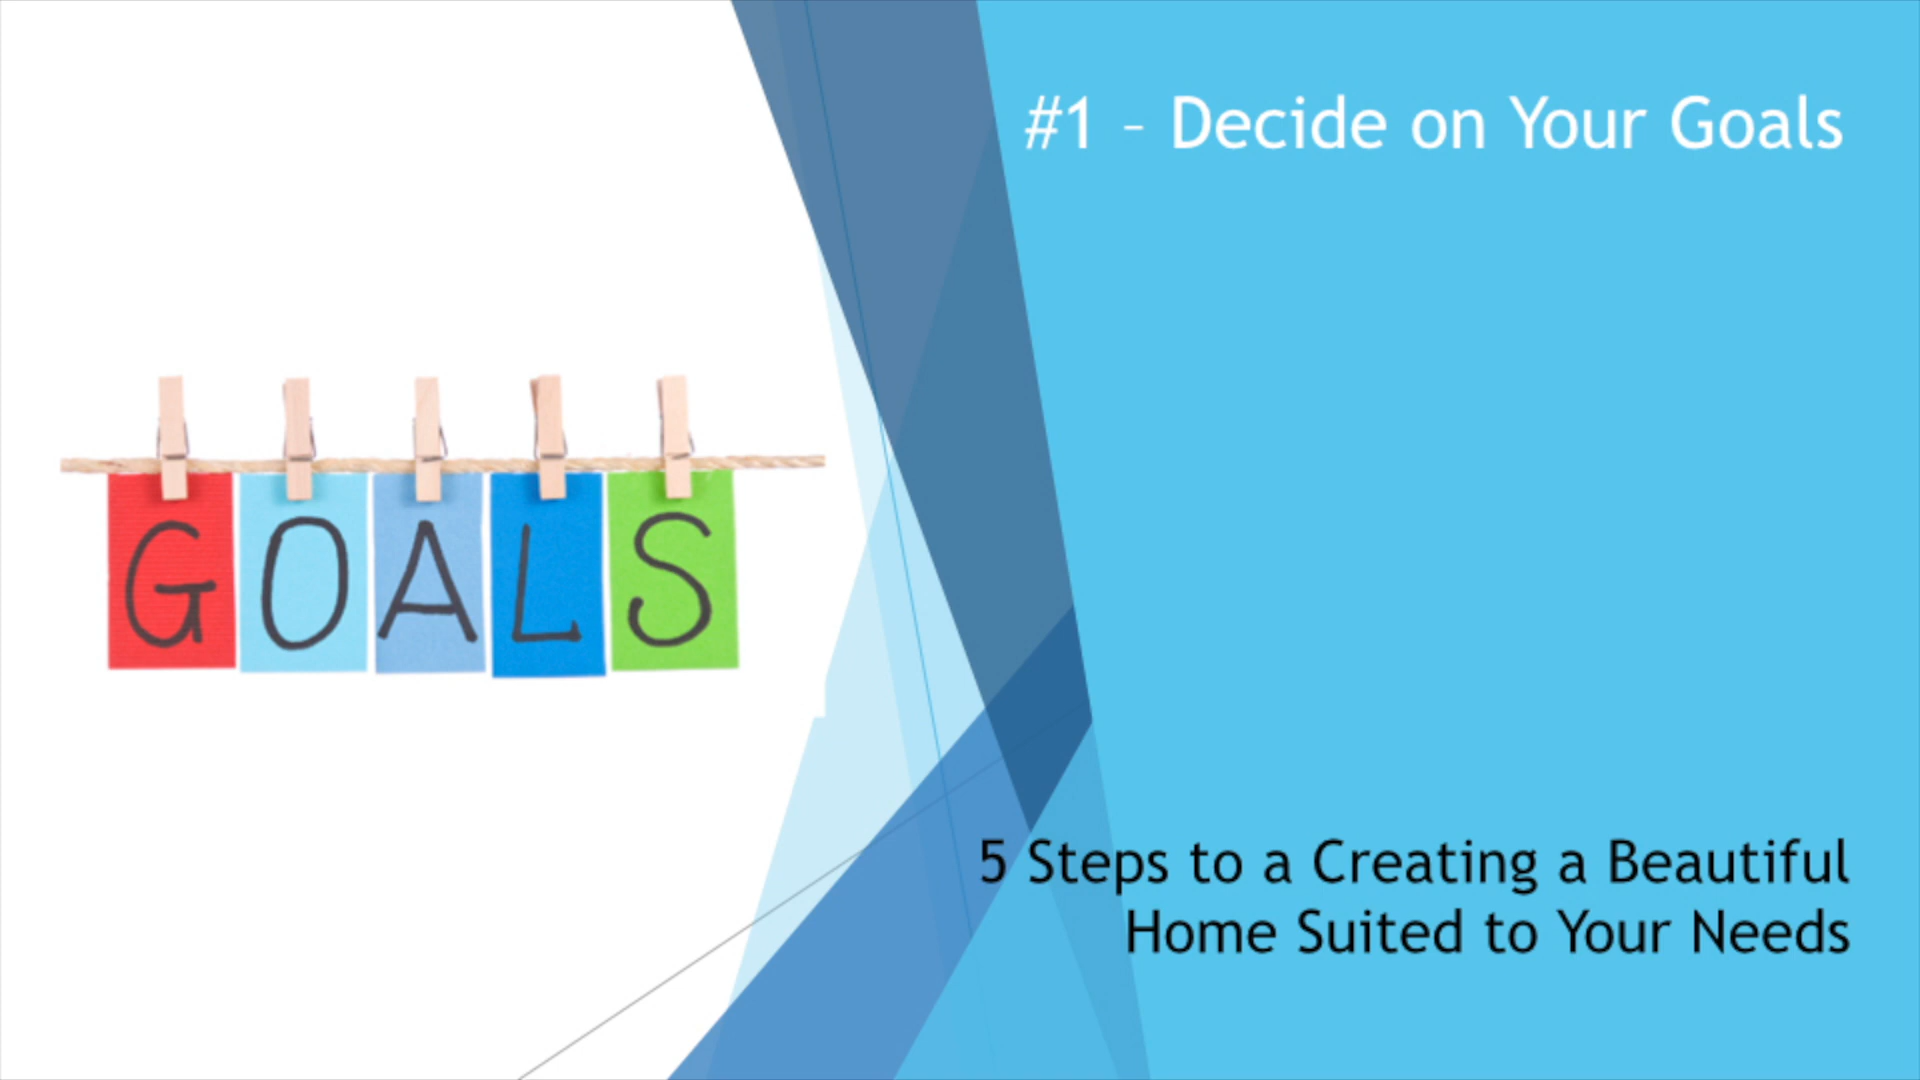 #1 – Decide on Your Goals
GOALS
5 Steps to a Creating a Beautiful
Home Suited to Your Needs